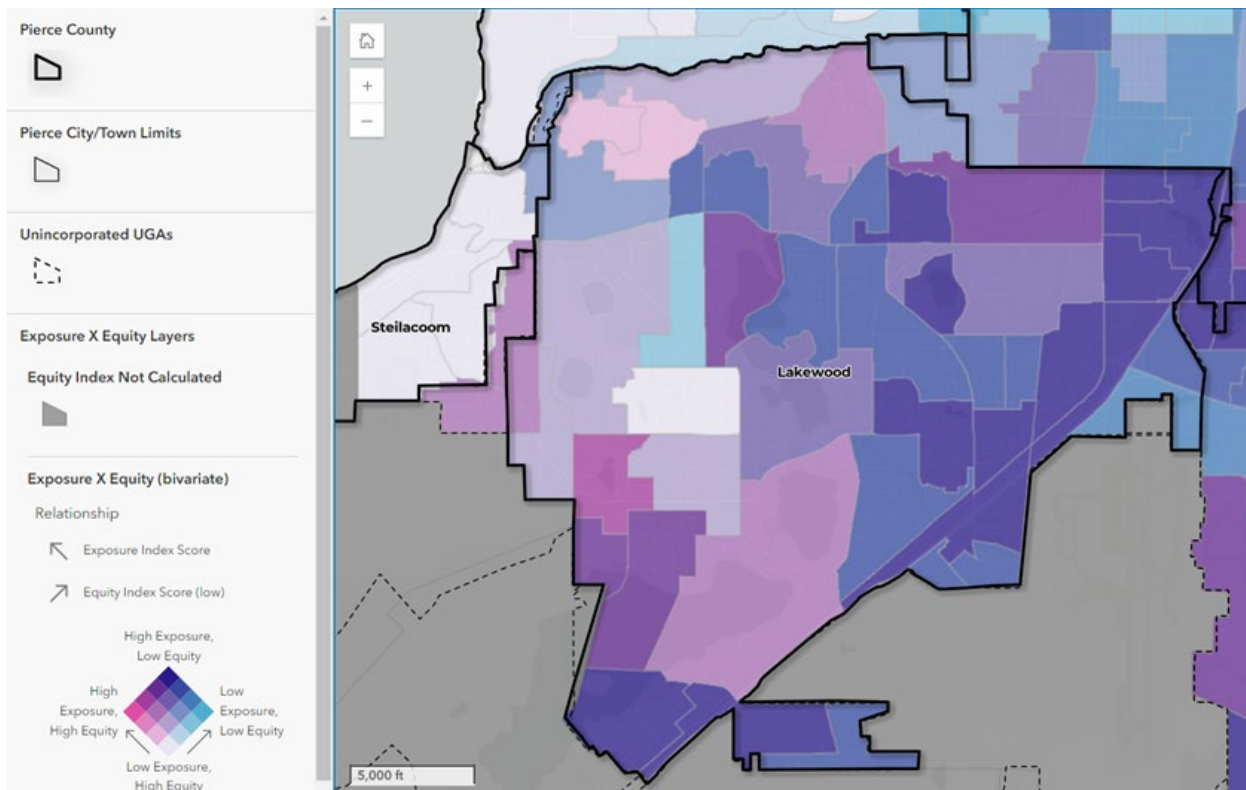 Pierce County
Pierce City/Town Limits
Unincorporated UGAs
Exposure X Equity Layers
Equity Index Not Calculated
Exposure X Equity (bivariate)
Relationship
Exposure Index Score
Equity Index Score (low)
High Exposure,
Low Equity
High
Exposure,
High Equity
Low
Exposure,
Low Equity
Low Exposure,
High Equity
+
−
Steilacoom
Lakewood
5,000 ft